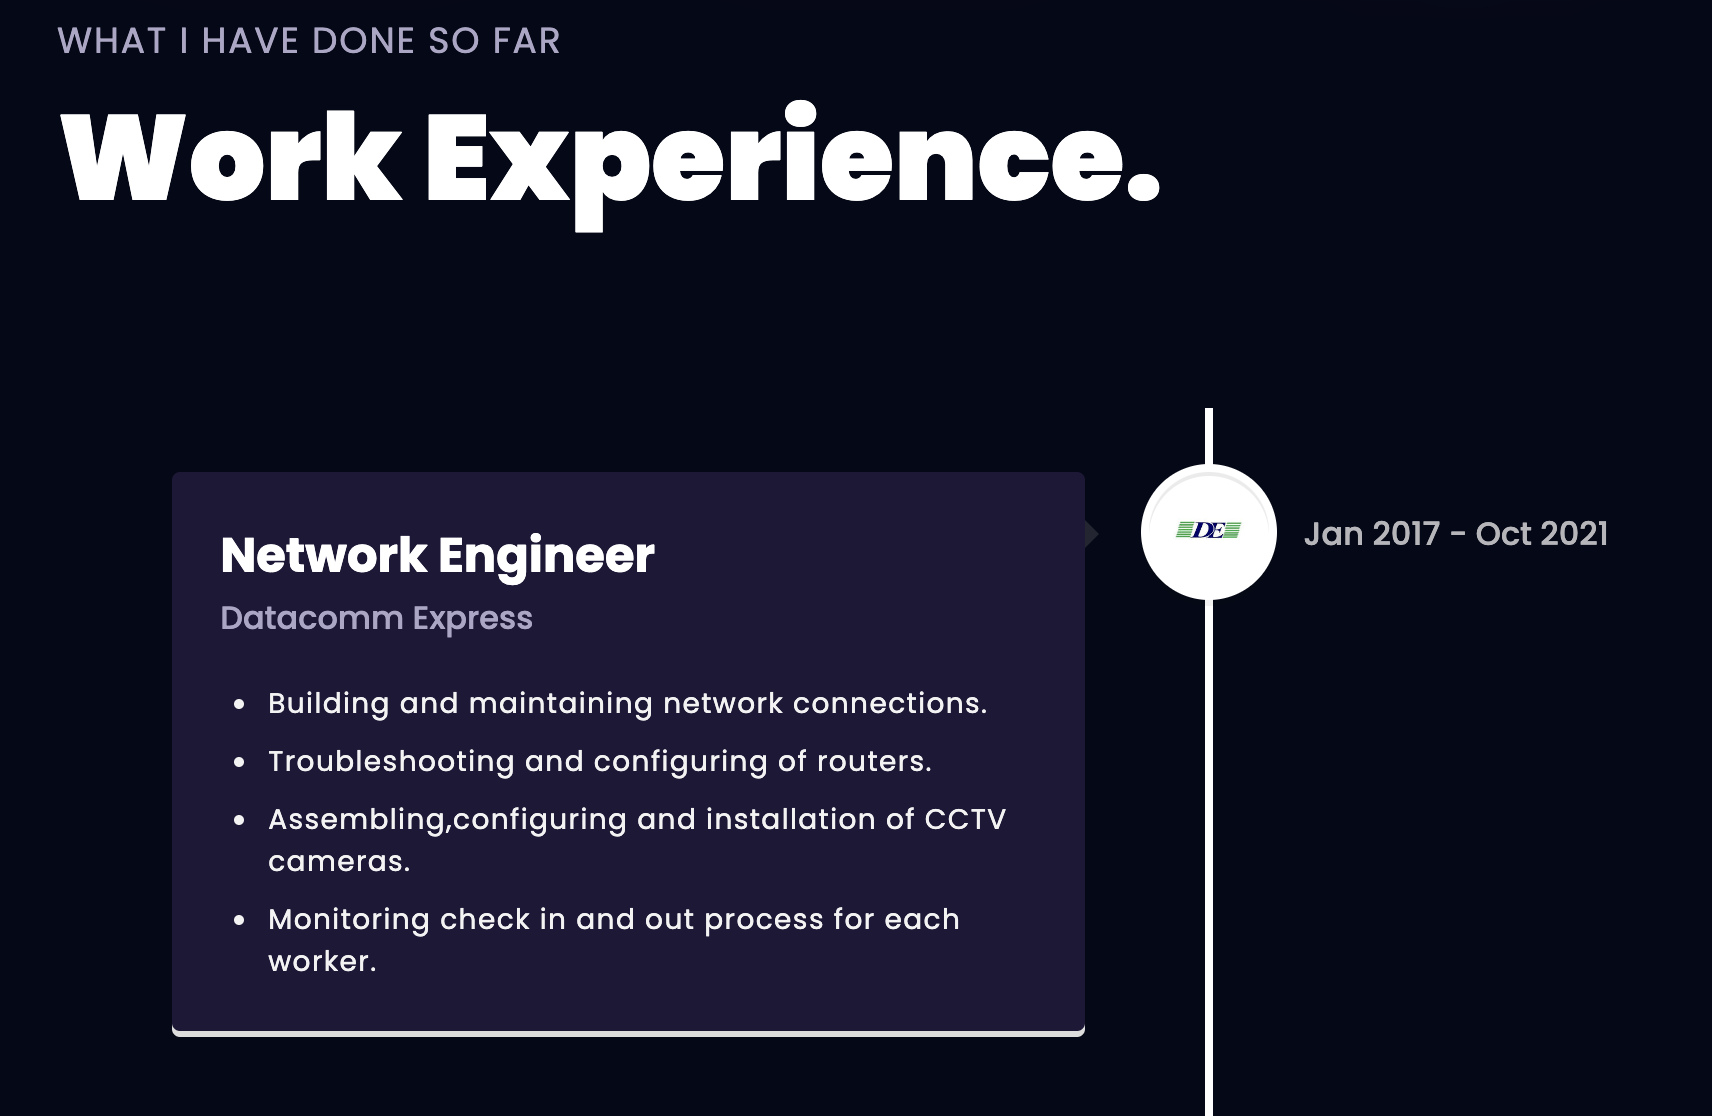 WHAT I HAVE DONE SO FAR
Work Experience.
Network Engineer
Datacomm Express
DE
Jan 2017 - Oct 2021
• Building and maintaining network connections.
• Troubleshooting and configuring of routers.
• Assembling,configuring and installation of CCTV
cameras.
• Monitoring check in and out process for each
worker.